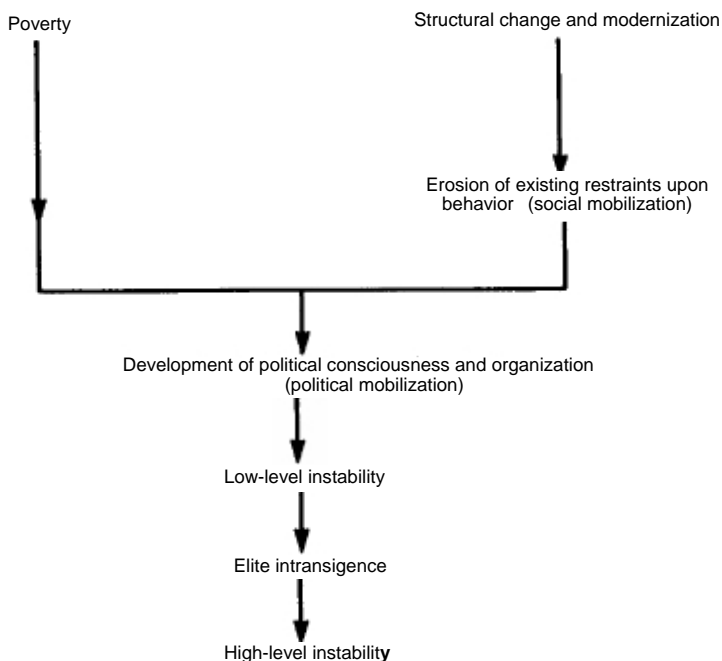 Poverty
Structural change and modernization
Erosion of existing restraints upon
behavior (social mobilization)
Development of political consciousness and organization
(political mobilization)
Low-level instability
Elite intransigence
High-level instability